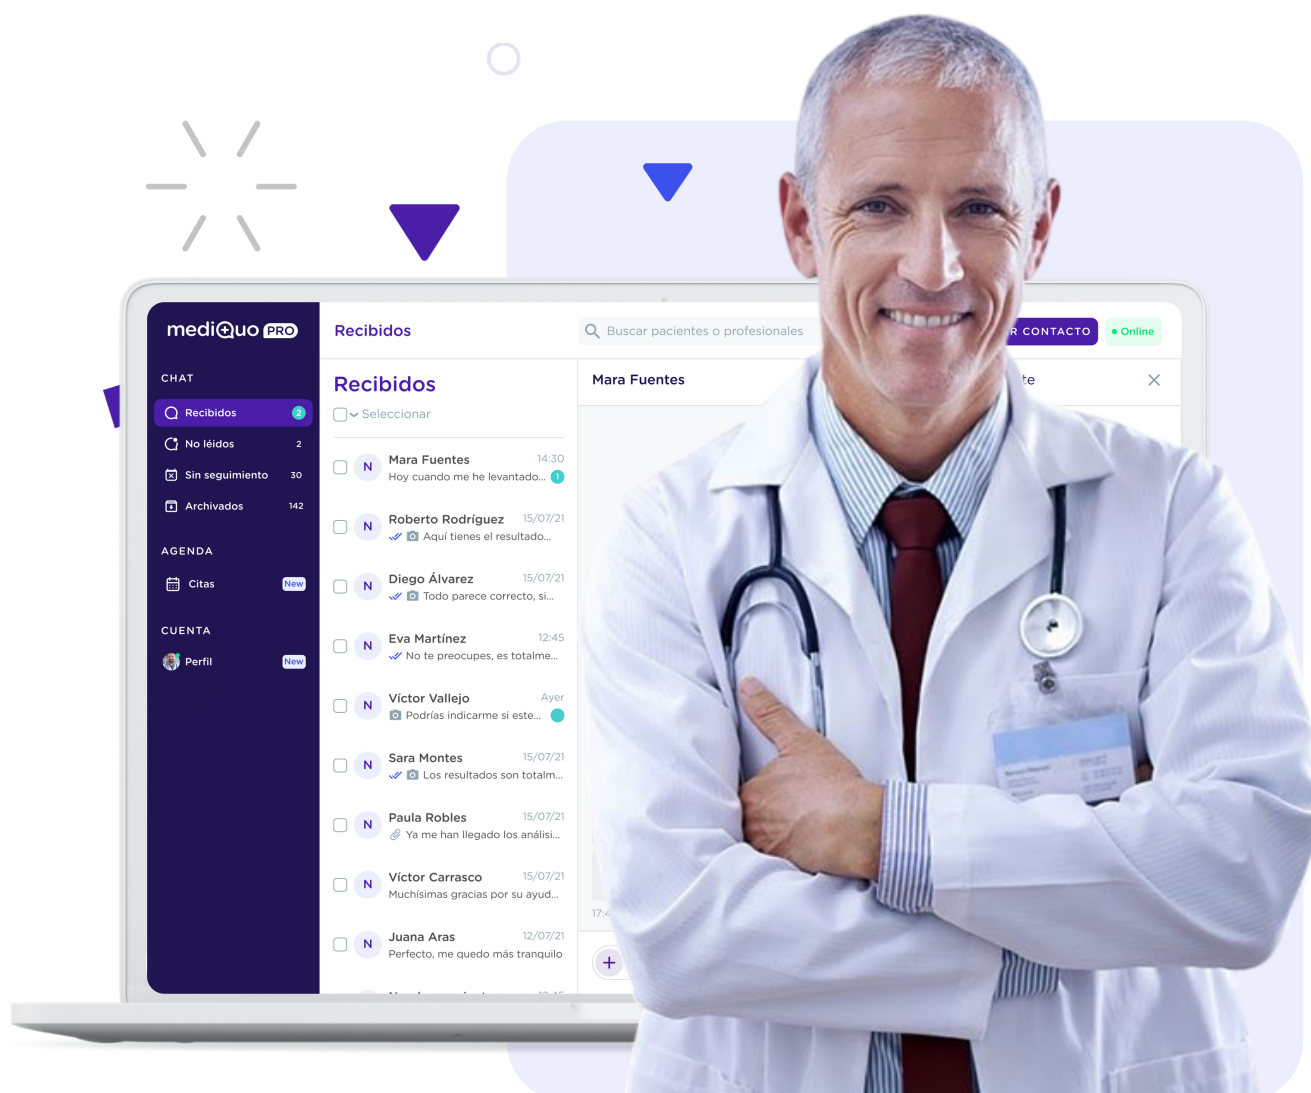 mediQuo PRO
Recibidos
Buscar pacientes o profesionales
R CONTACTO
Online
CHAT
Recibidos 2
No léidos 2
Sin seguimiento 30
Archivados 142
AGENDA
Citas New
CUENTA
Perfil New
Recibidos
Seleccionar
N Mara Fuentes 14:30
Hoy cuando me he levantado... 1
N Roberto Rodríguez 15/07/21
Aquí tienes el resultado...
N Diego Álvarez 15/07/21
Todo parece correcto, si...
N Eva Martínez 12:45
No te preocupes, es totalme...
N Víctor Vallejo Ayer
Podrías indicarme si este...
N Sara Montes 15/07/21
Los resultados son totalm...
N Paula Robles 15/07/21
Ya me han llegado los análisi...
N Víctor Carrasco 15/07/21
Muchísimas gracias por su ayud...
N Juana Aras 12/07/21
Perfecto, me quedo más tranquilo
Mara Fuentes
te
17:4